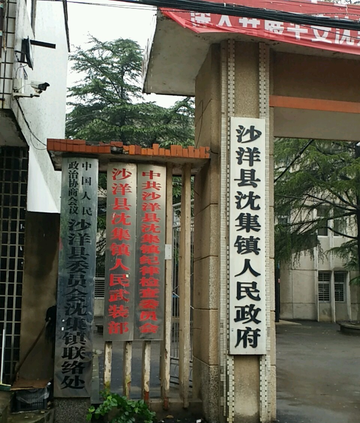 中国人民
政治协商会议
沙洋县委员会沈集镇联络处
沙洋县沈集镇人民武装部
中共沙洋县沈集镇纪律检查委员会
沙洋县沈集镇人民政府